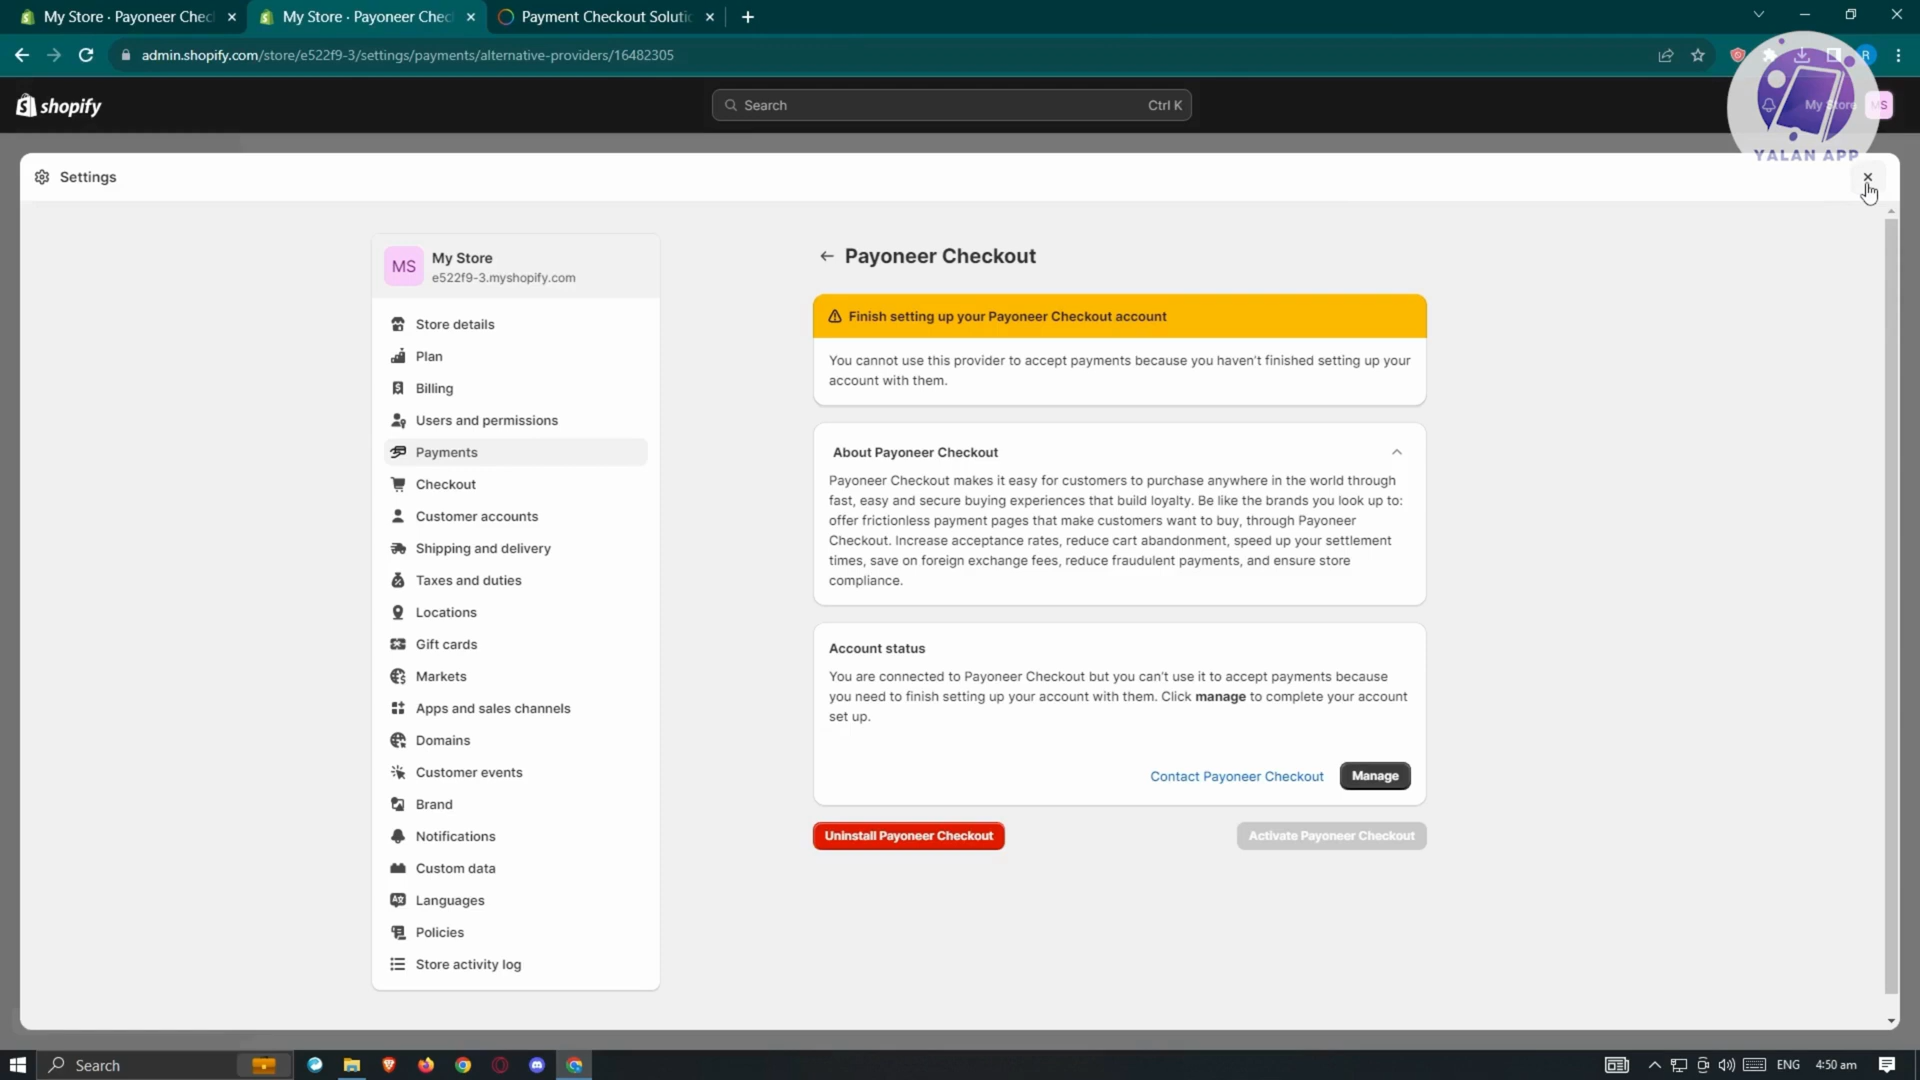 My Store · Payoneer Chec
My Store · Payoneer Chec
Payment Checkout Soluti
admin.shopify.com/store/e522f9-3/settings/payments/alternative-providers/16482305
R
shopify
Search
Ctrl K
My Store
MS
YALAN APP
Settings
MS
My Store
e522f9-3.myshopify.com
Store details
Plan
Billing
Users and permissions
Payments
Checkout
Customer accounts
Shipping and delivery
Taxes and duties
Locations
Gift cards
Markets
Apps and sales channels
Domains
Customer events
Brand
Notifications
Custom data
Languages
Policies
Store activity log
Payoneer Checkout
Finish setting up your Payoneer Checkout account
You cannot use this provider to accept payments because you haven't finished setting up your
account with them.
About Payoneer Checkout
Payoneer Checkout makes it easy for customers to purchase anywhere in the world through
fast, easy and secure buying experiences that build loyalty. Be like the brands you look up to:
offer frictionless payment pages that make customers want to buy, through Payoneer
Checkout. Increase acceptance rates, reduce cart abandonment, speed up your settlement
times, save on foreign exchange fees, reduce fraudulent payments, and ensure store
compliance.
Account status
You are connected to Payoneer Checkout but you can't use it to accept payments because
you need to finish setting up your account with them. Click manage to complete your account
set up.
Contact Payoneer Checkout
Manage
Uninstall Payoneer Checkout
Activate Payoneer Checkout
Search
ENG
4:50 am